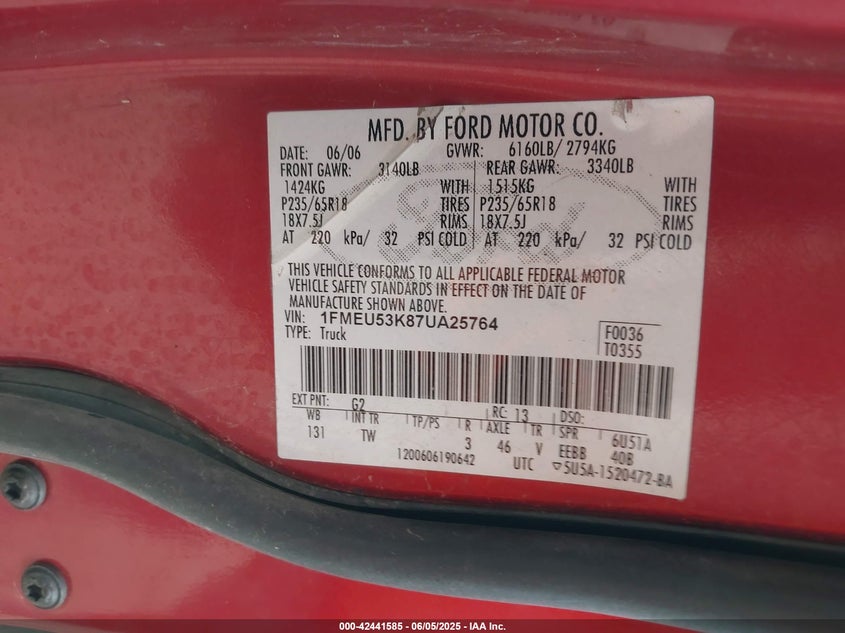 MFD. BY FORD MOTOR CO.
DATE: 06/06 GVWR: 6160LB/ 2794KG
FRONT GAWR: 3140LB REAR GAWR: 3340LB
1424KG WITH 1515KG WITH
P235/65R18 TIRES P235/65R18 TIRES
18X7.5J RIMS 18X7.5J RIMS
AT 220 kPa/ 32 PSI COLD AT 220 kPa/ 32 PSI COLD
Ford
THIS VEHICLE CONFORMS TO ALL APPLICABLE FEDERAL MOTOR
VEHICLE SAFETY STANDARDS IN EFFECT ON THE DATE OF
MANUFACTURE SHOWN ABOVE.
VIN: 1FMEU53K87UA25764
TYPE: Truck
F0036
T0355
EXT PNT: G2 RC: 13 DSO:
WB INT TR TP/PS R AXLE TR SPR 6U51A
131 TW 3 46 V EEBB 40B
1200606190642 UTC ▽5U5A-1520472-BA
000-42441585 - 06/05/2025 - IAA Inc.